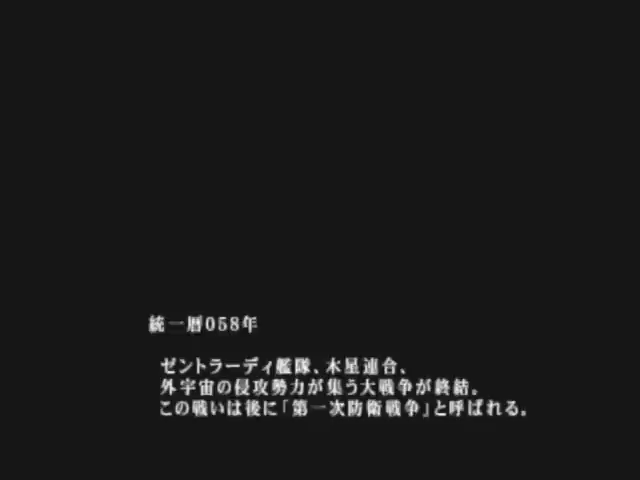 統一暦058年
ゼントラーディ艦隊、木星連合、
外宇宙の侵攻勢力が集う大戦争が終結。
この戦いは後に「第一次防衛戦争」と呼ばれる。